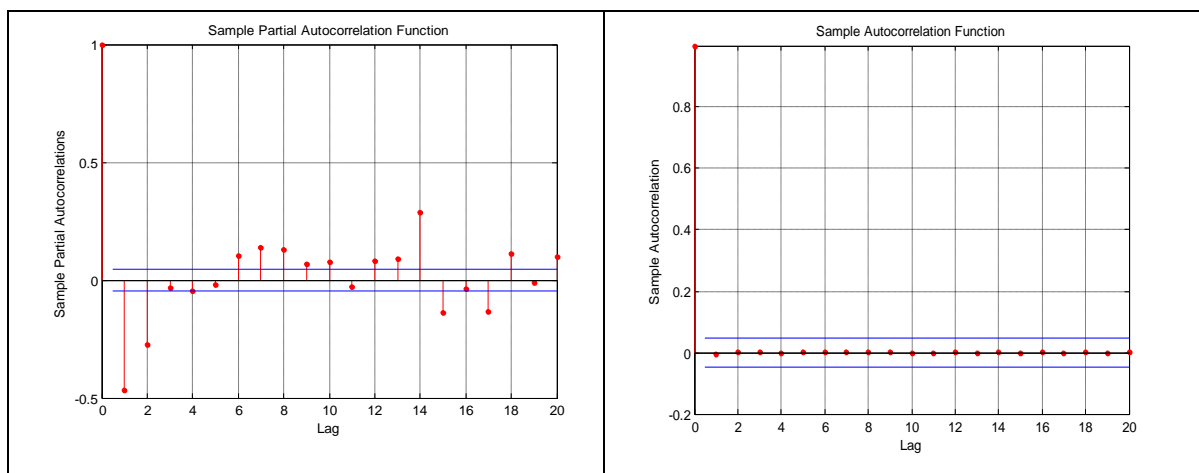 Sample Partial Autocorrelation Function
1
0.5
0
-0.5
Sample Partial Autocorrelations
0 2 4 6 8 10 12 14 16 18 20
Lag
Sample Autocorrelation Function
0.8
0.6
0.4
0.2
0
-0.2
Sample Autocorrelation
0 2 4 6 8 10 12 14 16 18 20
Lag